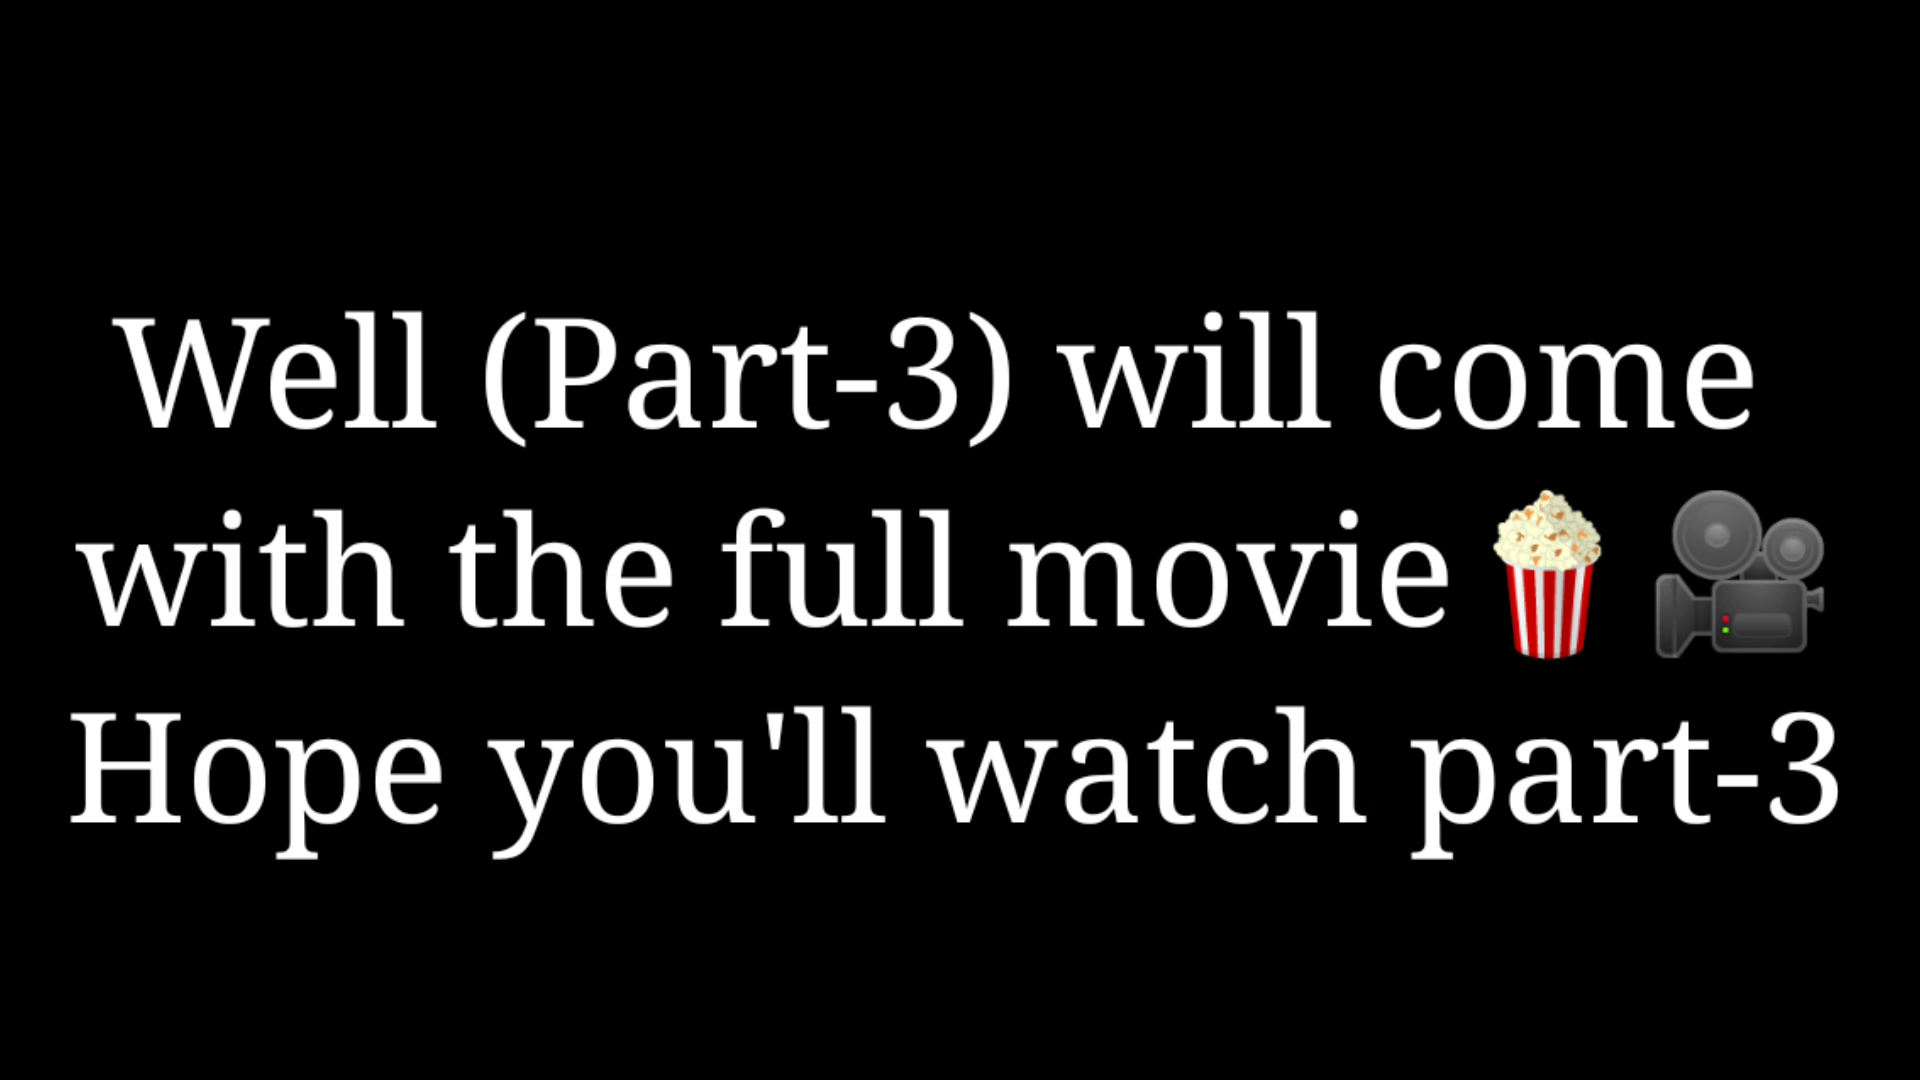 Well (Part-3) will come
with the full movie🍿🎥
Hope you'll watch part-3